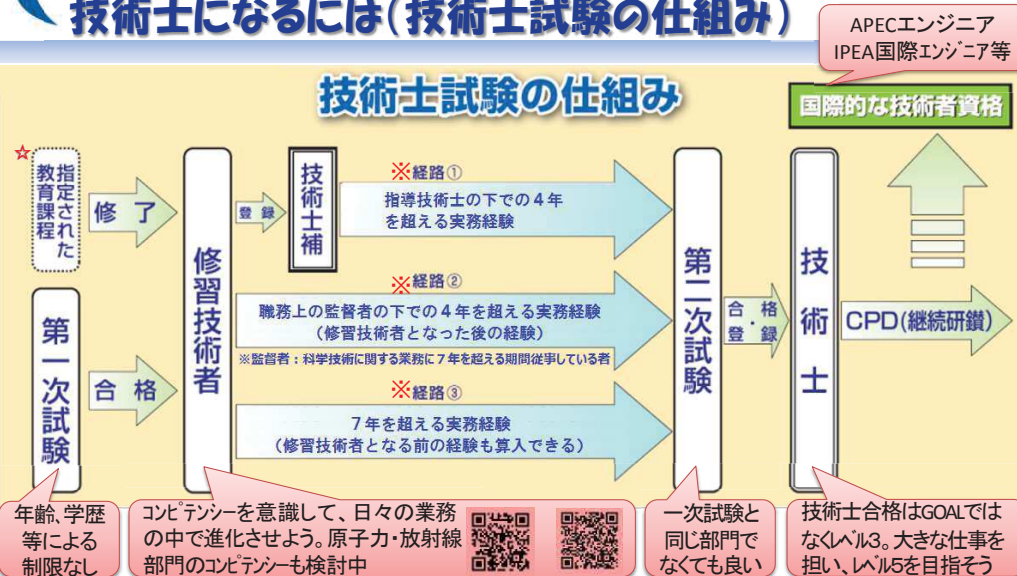 技術士になるには(技術士試験の仕組み)
APECエンジニア
IPEA国際エンジニア等
技術士試験の仕組み
国際的な技術者資格
☆
指定された
教育課程
修了
第一次試験
合格
修習技術者
登録
技術士補
※経路①
指導技術士の下での4年
を超える実務経験
※経路②
職務上の監督者の下での4年を超える実務経験
(修習技術者となった後の経験)
※監督者:科学技術に関する業務に7年を超える期間従事している者
※経路③
7年を超える実務経験
(修習技術者となる前の経験も算入できる)
第二次試験
合格・
登録
技術士
CPD(継続研鑽)
年齢、学歴
等による
制限なし
コンピテンシーを意識して、日々の業務
の中で進化させよう。原子力・放射線
部門のコンピテンシーも検討中
一次試験と
同じ部門で
なくても良い
技術士合格はGOALでは
なくレベル3。大きな仕事を
担い、レベル5を目指そう